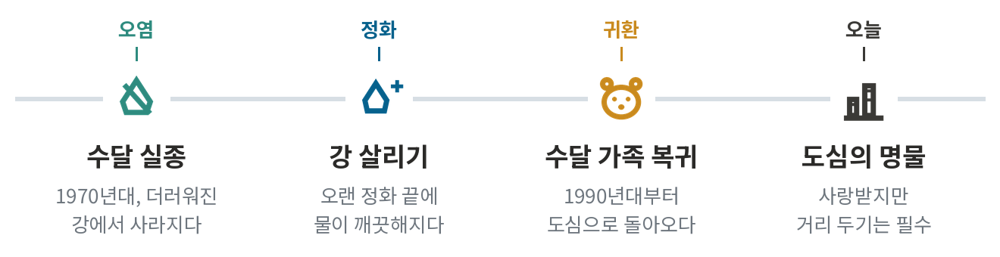 오염
수달 실종
1970년대, 더러워진
강에서 사라지다
정화
강 살리기
오랜 정화 끝에
물이 깨끗해지다
귀환
수달 가족 복귀
1990년대부터
도심으로 돌아오다
오늘
도심의 명물
사랑받지만
거리 두기는 필수